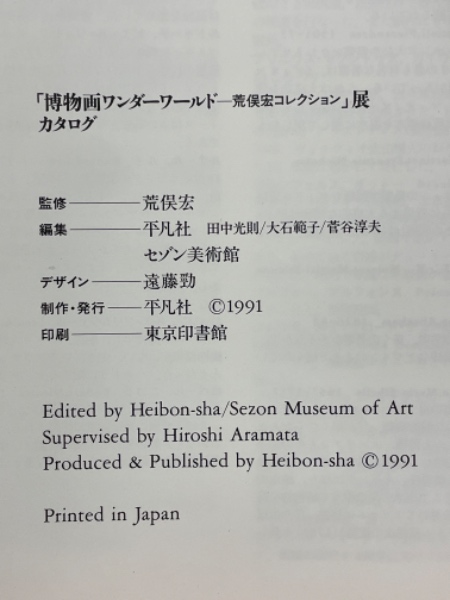 「博物画ワンダーワールド―荒俣宏コレクション」展
カタログ
監修―――荒俣宏
編集―――平凡社 田中光則/大石範子/菅谷淳夫
セゾン美術館
デザイン――遠藤勁
制作・発行――平凡社 ©1991
印刷―――東京印書館
Edited by Heibon-sha/Sezon Museum of Art
Supervised by Hiroshi Aramata
Produced & Published by Heibon-sha ©1991
Printed in Japan